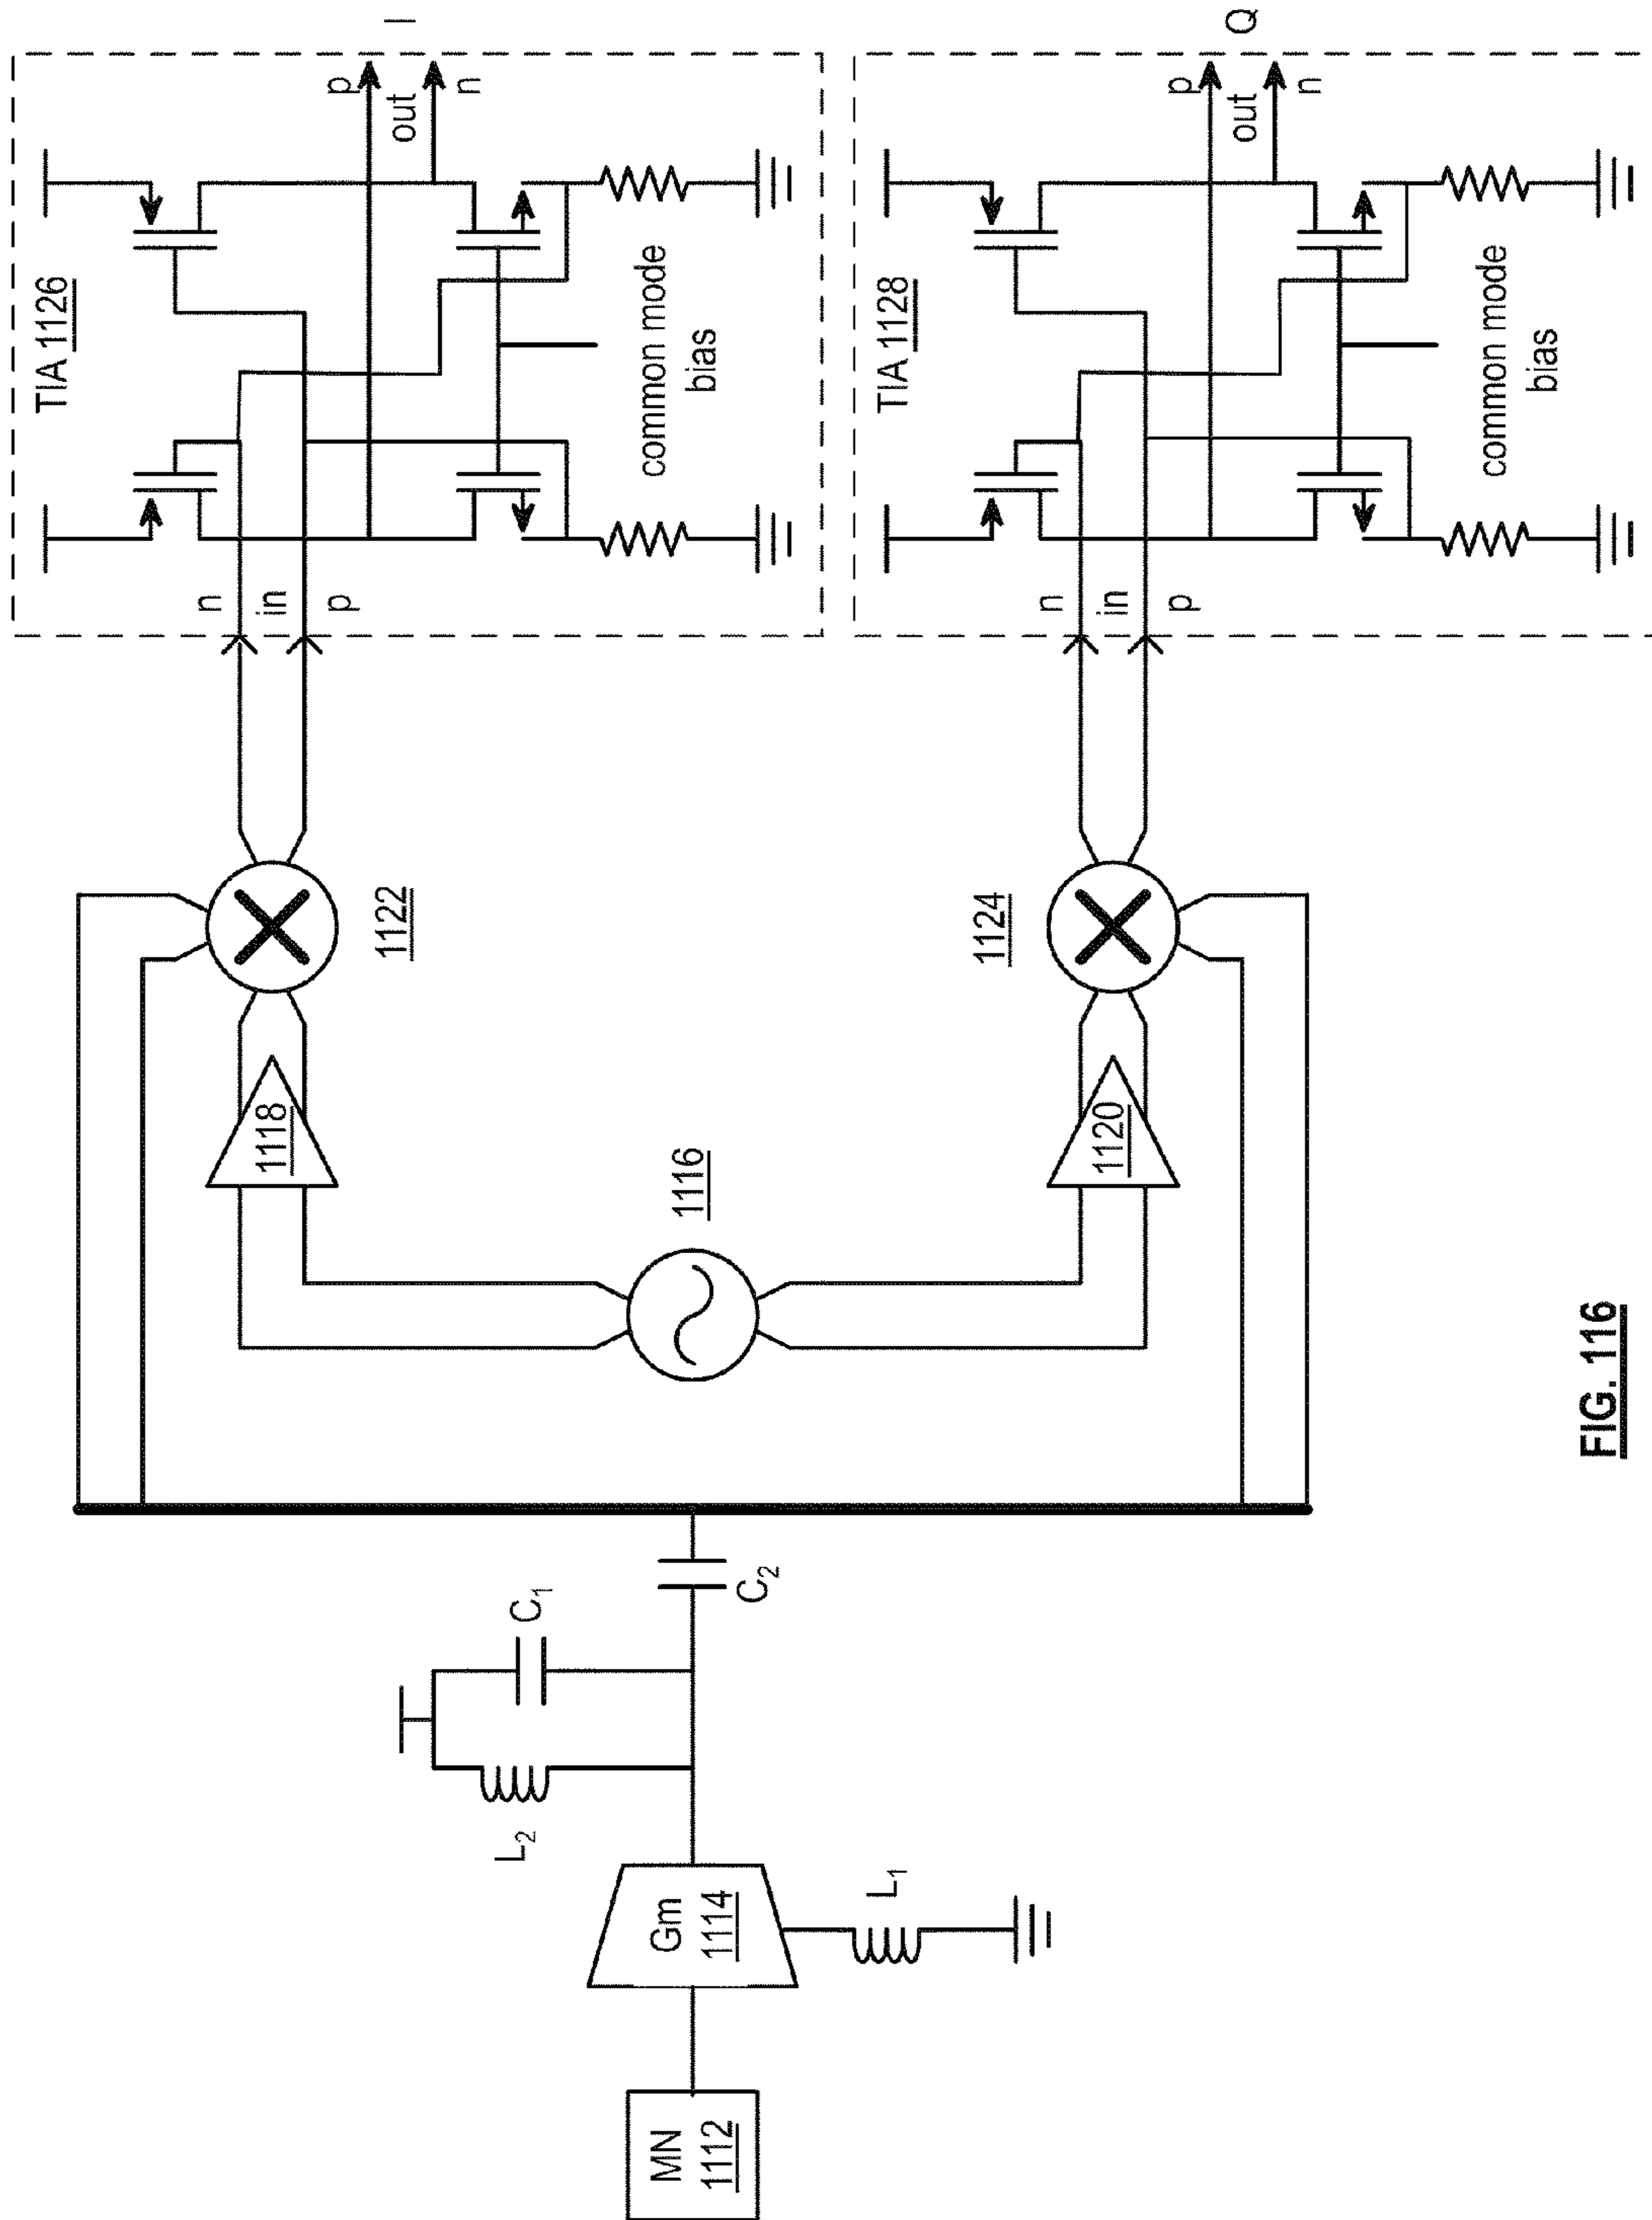 MN
1112
Gm
1114
L1
L2
C1
C2
1116
1118
1120
1122
1124
TIA 1126
n
in
p
common mode
bias
p
out
n
I
TIA 1128
n
in
p
common mode
bias
p
out
n
Q
FIG. 116